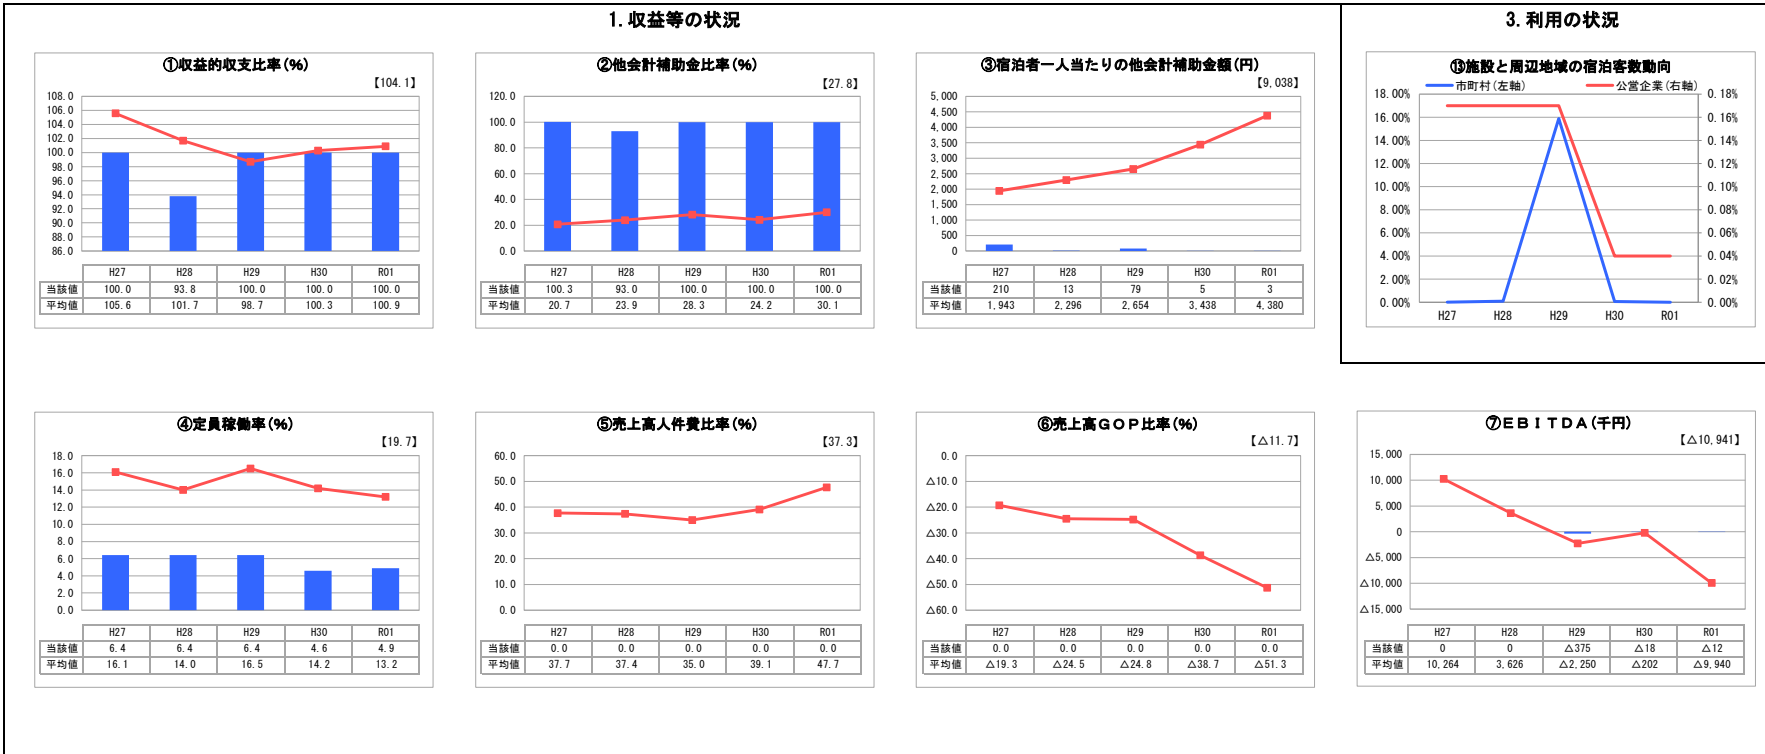 1. 収益等の状況
①収益的収支比率(%)
【104.1】
108.0
106.0
104.0
102.0
100.0
98.0
96.0
94.0
92.0
90.0
88.0
86.0
H27 H28 H29 H30 R01
当該値 100.0 93.8 100.0 100.0 100.0
平均値 105.6 101.7 98.7 100.3 100.9
②他会計補助金比率(%)
【27.8】
120.0
100.0
80.0
60.0
40.0
20.0
0.0
H27 H28 H29 H30 R01
当該値 100.3 93.0 100.0 100.0 100.0
平均値 20.7 23.9 28.3 24.2 30.1
③宿泊者一人当たりの他会計補助金額(円)
【9,038】
5,000
4,500
4,000
3,500
3,000
2,500
2,000
1,500
1,000
500
0
H27 H28 H29 H30 R01
当該値 210 13 79 5 3
平均値 1,943 2,296 2,654 3,438 4,380
3. 利用の状況
⑬施設と周辺地域の宿泊客数動向
市町村(左軸) 公営企業(右軸)
18.00% 0.18%
16.00% 0.16%
14.00% 0.14%
12.00% 0.12%
10.00% 0.10%
8.00% 0.08%
6.00% 0.06%
4.00% 0.04%
2.00% 0.02%
0.00% 0.00%
H27 H28 H29 H30 R01
④定員稼働率(%)
【19.7】
18.0
16.0
14.0
12.0
10.0
8.0
6.0
4.0
2.0
0.0
H27 H28 H29 H30 R01
当該値 6.4 6.4 6.4 4.6 4.9
平均値 16.1 14.0 16.5 14.2 13.2
⑤売上高人件費比率(%)
【37.3】
60.0
50.0
40.0
30.0
20.0
10.0
0.0
H27 H28 H29 H30 R01
当該値 0.0 0.0 0.0 0.0 0.0
平均値 37.7 37.4 35.0 39.1 47.7
⑥売上高GOP比率(%)
【△11.7】
0.0
△10.0
△20.0
△30.0
△40.0
△50.0
△60.0
H27 H28 H29 H30 R01
当該値 0.0 0.0 0.0 0.0 0.0
平均値 △19.3 △24.5 △24.8 △38.7 △51.3
⑦EBITDA(千円)
【△10,941】
15,000
10,000
5,000
0
△5,000
△10,000
△15,000
H27 H28 H29 H30 R01
当該値 0 0 △375 △18 △12
平均値 10,264 3,626 △2,250 △202 △9,940